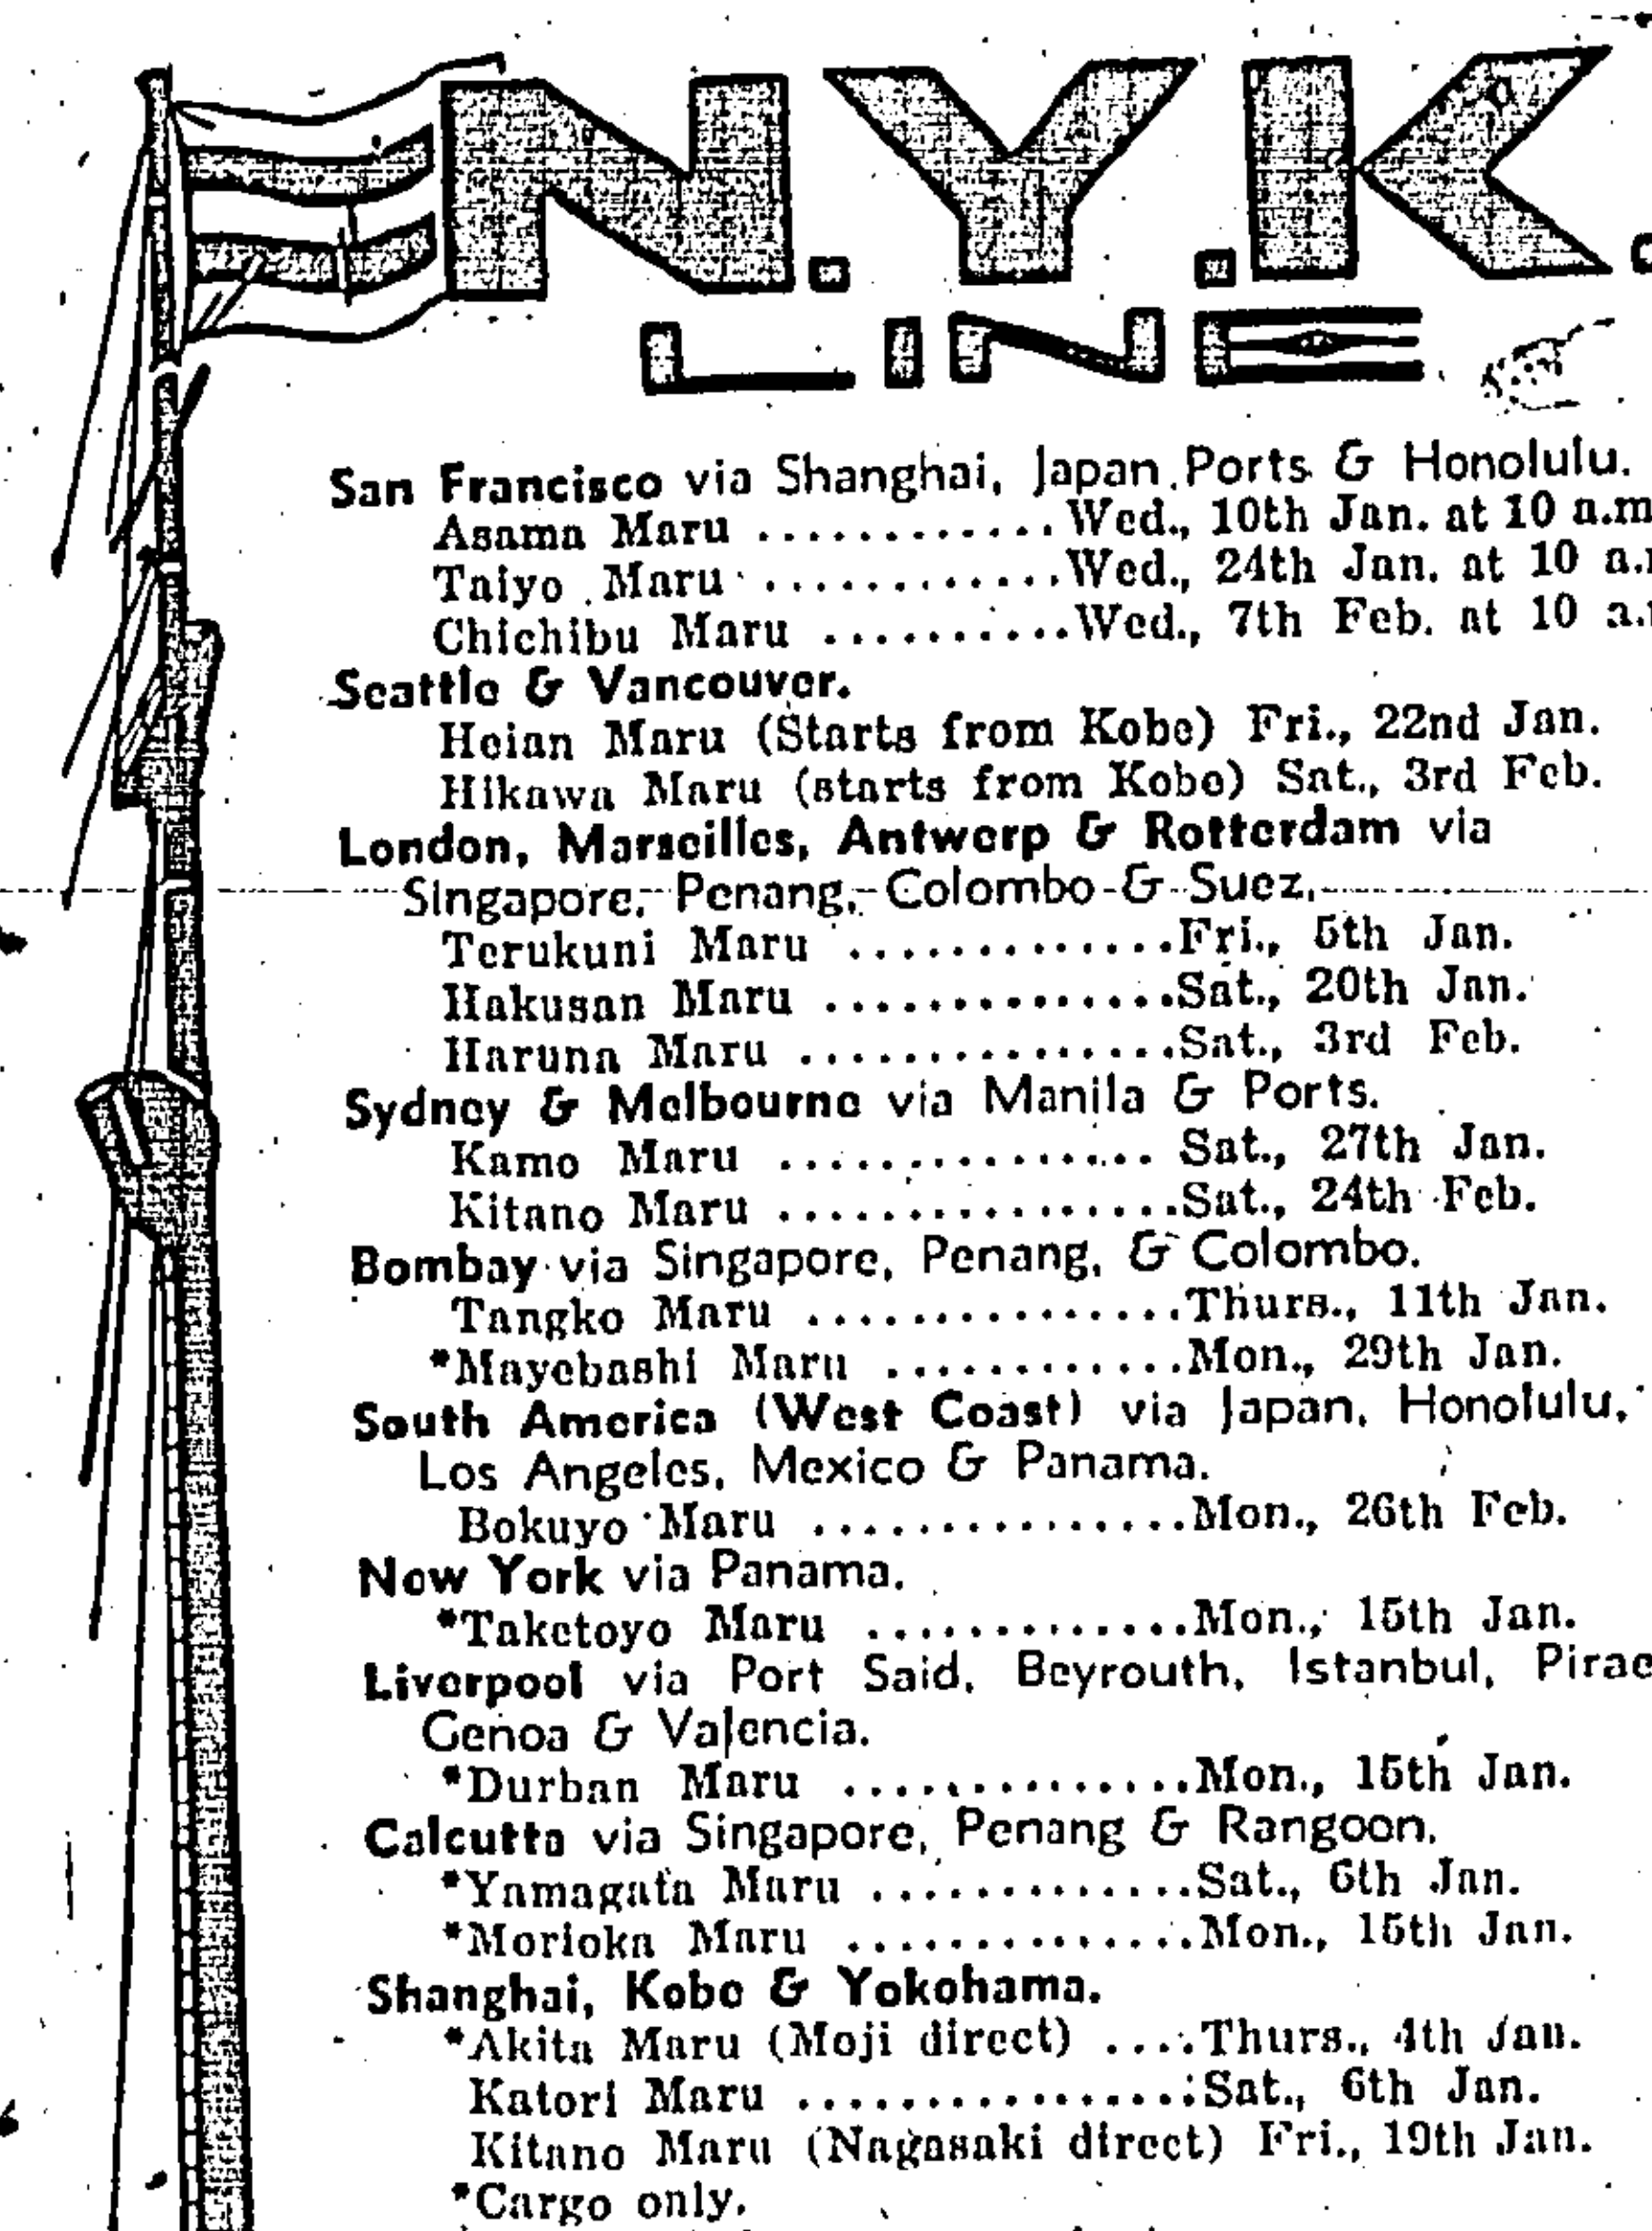 N.Y.K.
LINE
San Francisco via Shanghai, Japan Ports & Honolulu.
Asama Maru ............ Wed., 10th Jan. at 10 a.m
Taiyo Maru ............ Wed., 24th Jan. at 10 a.
Chichibu Maru .......... Wed., 7th Feb. at 10 a.
Seattle & Vancouver.
Heian Maru (Starts from Kobe) Fri., 22nd Jan.
Hikawa Maru (starts from Kobe) Sat., 3rd Feb.
London, Marseilles, Antwerp & Rotterdam via
Singapore, Penang, Colombo & Suez.
Terukuni Maru ............. Fri., 5th Jan.
Hakusan Maru .............. Sat., 20th Jan.
Haruna Maru ............... Sat., 3rd Feb.
Sydney & Melbourne via Manila & Ports.
Kamo Maru ............... Sat., 27th Jan.
Kitano Maru ................ Sat., 24th Feb.
Bombay via Singapore, Penang, & Colombo.
Tangko Maru ............... Thurs., 11th Jan.
*Mayebashi Maru ............ Mon., 29th Jan.
South America (West Coast) via Japan, Honolulu,
Los Angeles, Mexico & Panama.
Bokuyo Maru ............... Mon., 26th Feb.
New York via Panama.
*Taketoyo Maru ............. Mon., 15th Jan.
Liverpool via Port Said, Beyrouth, Istanbul, Pirae
Genoa & Valencia.
*Durban Maru .............. Mon., 15th Jan.
Calcutta via Singapore, Penang & Rangoon.
*Yamagata Maru ............. Sat., 6th Jan.
*Morioka Maru .............. Mon., 15th Jan.
Shanghai, Kobe & Yokohama.
*Akita Maru (Moji direct) .... Thurs., 4th Jan.
Katori Maru ................ Sat., 6th Jan.
Kitano Maru (Nagasaki direct) Fri., 19th Jan.
*Cargo only.